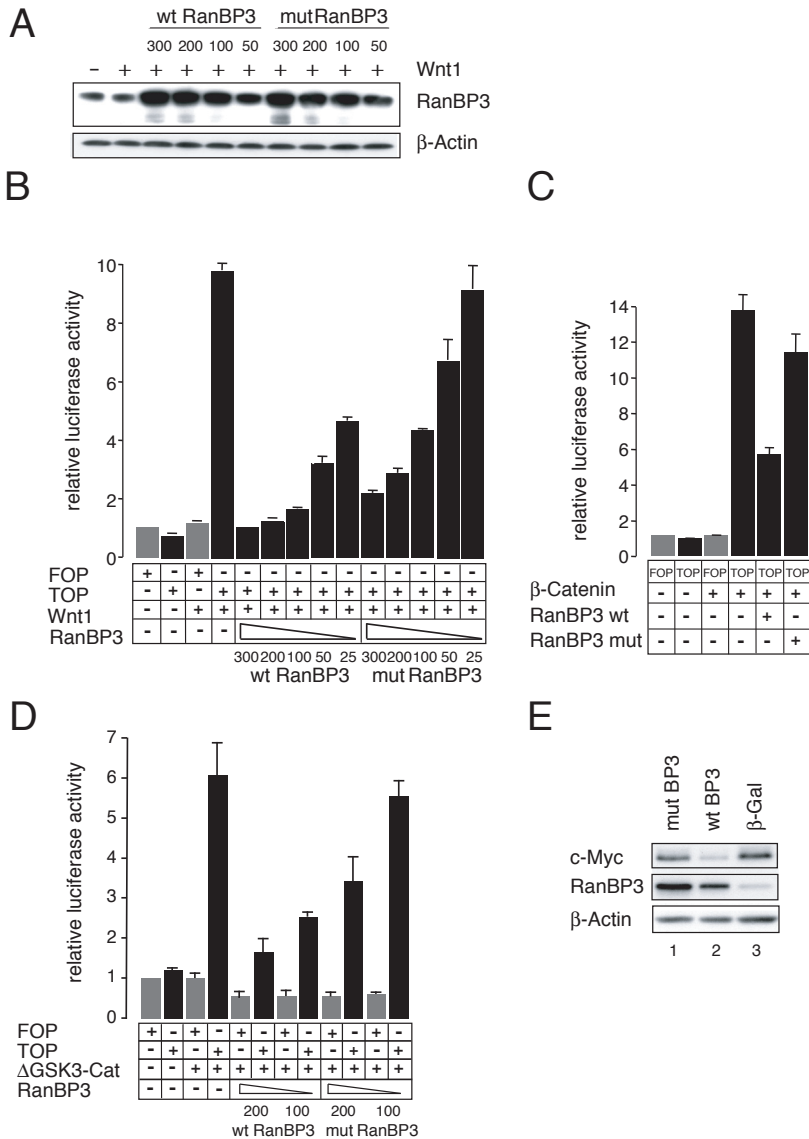 A
wt RanBP3 mutRanBP3
300 200 100 50 300 200 100 50
− + + + + + + + + + Wnt1
RanBP3
β-Actin
B
relative luciferase activity
10
8
6
4
2
0
FOP + - + - - - - - - - - - - -
TOP - + - + + + + + + + + + + +
Wnt1 - - + + + + + + + + + + + +
RanBP3 - - - -
300 200 100 50 25 300 200 100 50 25
wt RanBP3 mut RanBP3
C
relative luciferase activity
14
12
10
8
6
4
2
0
FOP TOP FOP TOP TOP TOP
β-Catenin - - + + + +
RanBP3 wt - - - - + -
RanBP3 mut - - - - - +
D
relative luciferase activity
7
6
5
4
3
2
1
0
FOP + - + - + - + - + - + -
TOP - + - + - + - + - + - +
ΔGSK3-Cat - - + + + + + + + + + +
RanBP3 - - - -
200 100 200 100
wt RanBP3 mut RanBP3
E
mut BP3 wt BP3 β-Gal
c-Myc
RanBP3
β-Actin
1 2 3